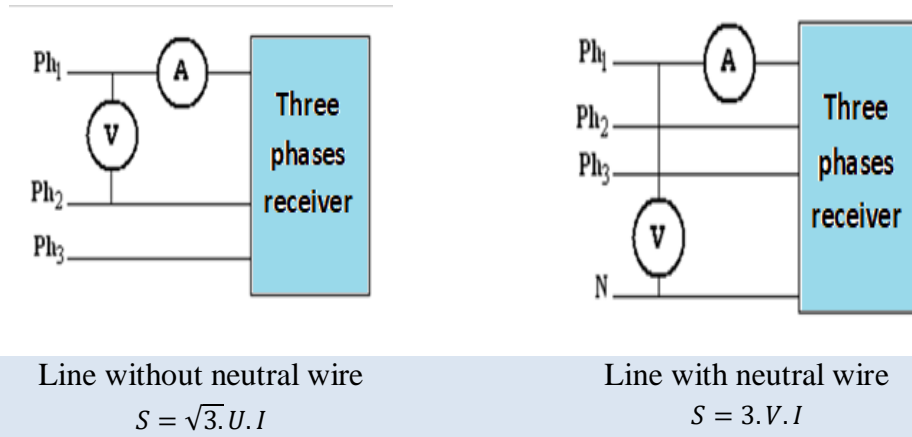 Ph₁
A
V
Ph₂
Ph₃
Three
phases
receiver
Line without neutral wire
S = √3. U. I
Ph₁
A
Ph₂
Ph₃
V
N
Three
phases
receiver
Line with neutral wire
S = 3. V. I